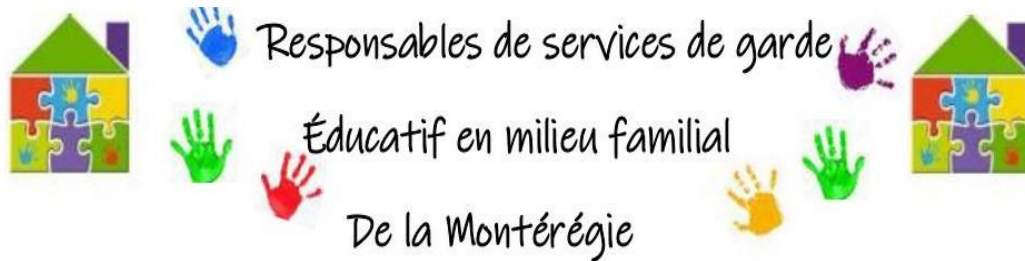 Responsables de services de garde
Éducatif en milieu familial
De la Montérégie